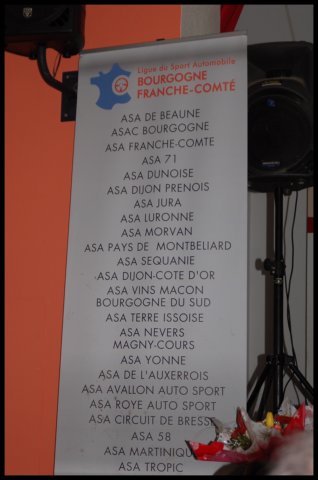 Ligue du Sport Automobile
BOURGOGNE
FRANCHE-COMTÉ
ASA DE BEAUNE
ASAC BOURGOGNE
ASA FRANCHE-COMTE
ASA 71
ASA DUNOISE
ASA DIJON PRENOIS
ASA JURA
ASA LURONNE
ASA MORVAN
ASA PAYS DE MONTBELIARD
ASA SEQUANIE
ASA DIJON-COTE D'OR
ASA VINS MACON
BOURGOGNE DU SUD
ASA TERRE ISSOISE
ASA NEVERS
MAGNY-COURS
ASA YONNE
ASA DE L'AUXERROIS
ASA AVALLON AUTO SPORT
ASA ROYE AUTO SPORT
ASA CIRCUIT DE BRESSE
ASA 58
ASA MARTINIQUE
ASA TROPIC